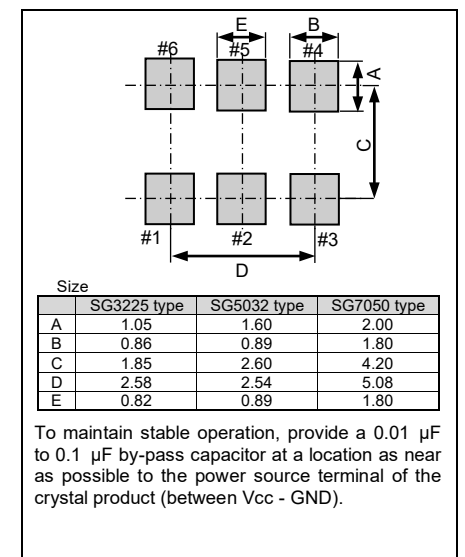 E B
#6 #5 #4
A
C
#1 #2 #3
D
Size
SG3225 type SG5032 type SG7050 type
A 1.05 1.60 2.00
B 0.86 0.89 1.80
C 1.85 2.60 4.20
D 2.58 2.54 5.08
E 0.82 0.89 1.80
To maintain stable operation, provide a 0.01 µF
to 0.1 µF by-pass capacitor at a location as near
as possible to the power source terminal of the
crystal product (between Vcc - GND).